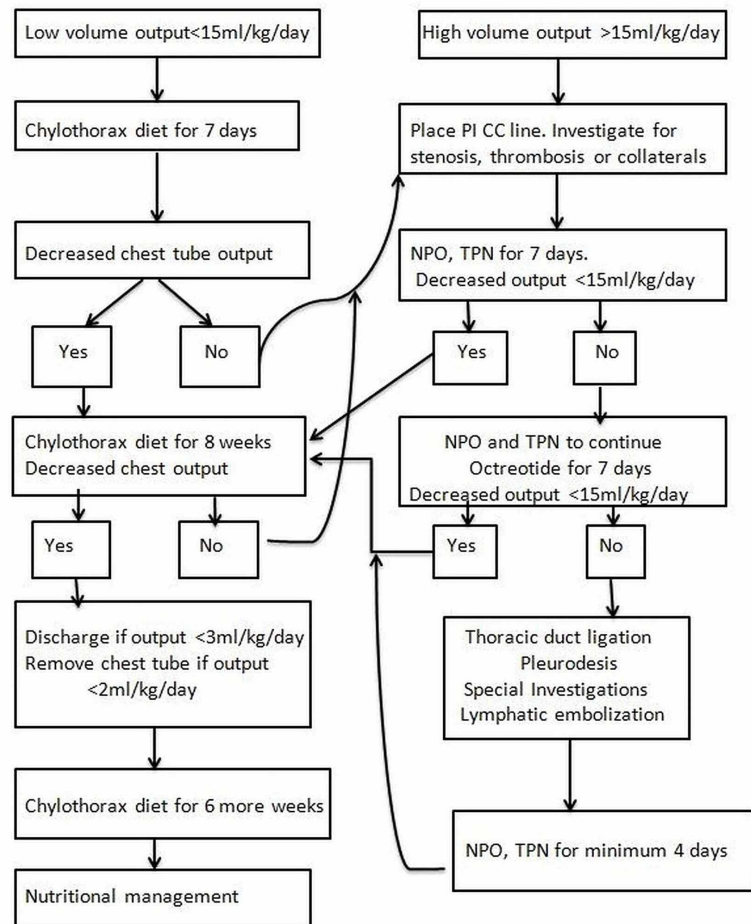 Low volume output<15ml/kg/day
Chylothorax diet for 7 days
Decreased chest tube output
Yes
No
Chylothorax diet for 8 weeks
Decreased chest output
Yes
No
Discharge if output <3ml/kg/day
Remove chest tube if output
<2ml/kg/day
Chylothorax diet for 6 more weeks
Nutritional management
High volume output >15ml/kg/day
Place PI CC line. Investigate for
stenosis, thrombosis or collaterals
NPO, TPN for 7 days.
Decreased output <15ml/kg/day
Yes
No
NPO and TPN to continue
Octreotide for 7 days
Decreased output <15ml/kg/day
Yes
No
Thoracic duct ligation
Pleurodesis
Special Investigations
Lymphatic embolization
NPO, TPN for minimum 4 days